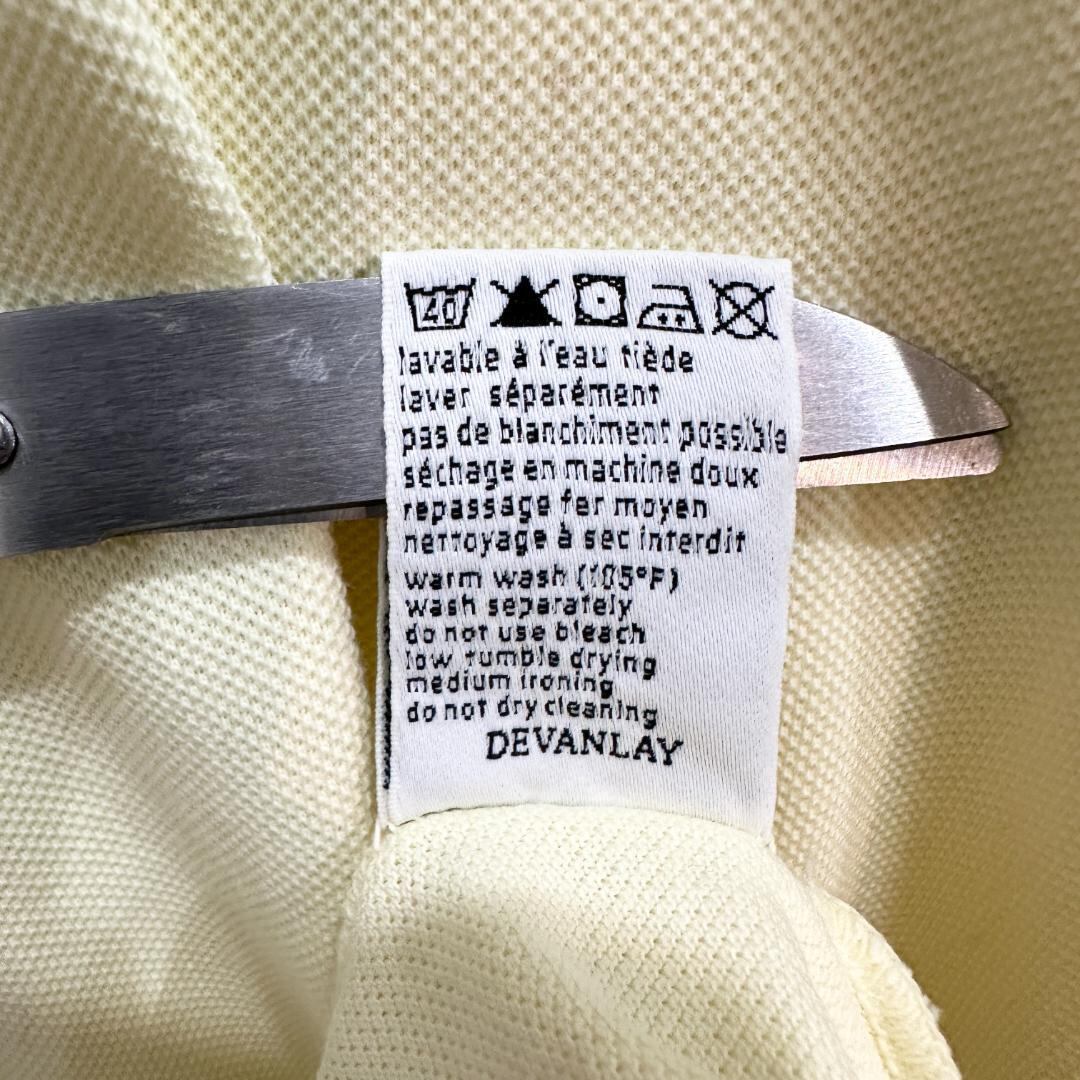 40
lavable à l'eau tiède
laver séparément
pas de blanchiment possible
séchage en machine doux
repassage fer moyen
nettoyage à sec interdit
warm wash (105°F)
wash separately
do not use bleach
low tumble drying
medium ironing
do not dry cleaning
DEVANLAY